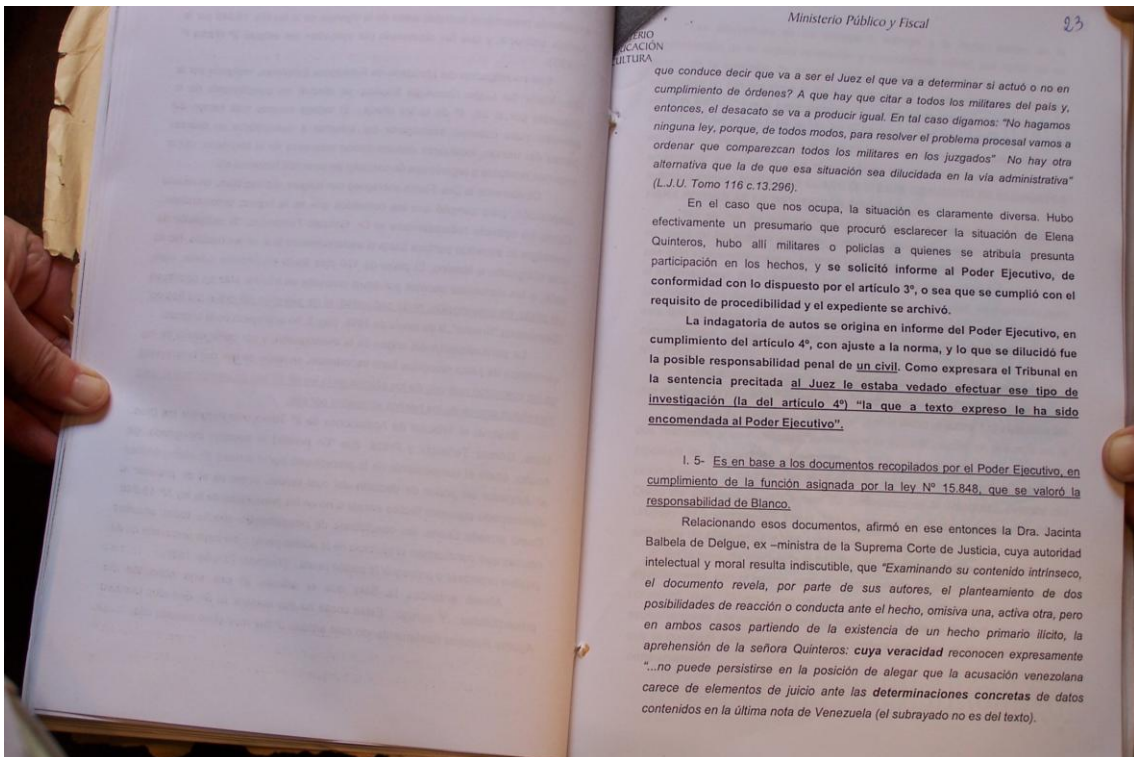 Ministerio Público y Fiscal
23
ERIO
UCACIÓN
ULTURA
que conduce decir que va a ser el Juez el que va a determinar si actuó o no en
cumplimiento de órdenes? A que hay que citar a todos los militares del país y,
entonces, el desacato se va a producir igual. En tal caso digamos: "No hagamos
ninguna ley, porque, de todos modos, para resolver el problema procesal vamos a
ordenar que comparezcan todos los militares en los juzgados" No hay otra
alternativa que la de que esa situación sea dilucidada en la vía administrativa"
(L.J.U. Tomo 116 c.13.296).
En el caso que nos ocupa, la situación es claramente diversa. Hubo
efectivamente un presumario que procuró esclarecer la situación de Elena
Quinteros, hubo allí militares o policías a quienes se atribuía presunta
participación en los hechos, y se solicitó informe al Poder Ejecutivo, de
conformidad con lo dispuesto por el artículo 3º, o sea que se cumplió con el
requisito de procedibilidad y el expediente se archivó.
La indagatoria de autos se origina en informe del Poder Ejecutivo, en
cumplimiento del artículo 4º, con ajuste a la norma, y lo que se dilucidó fue
la posible responsabilidad penal de un civil. Como expresara el Tribunal en
la sentencia precitada al Juez le estaba vedado efectuar ese tipo de
investigación (la del artículo 4º) "la que a texto expreso le ha sido
encomendada al Poder Ejecutivo".
I. 5- Es en base a los documentos recopilados por el Poder Ejecutivo, en
cumplimiento de la función asignada por la ley Nº 15.848, que se valoró la
responsabilidad de Blanco.
Relacionando esos documentos, afirmó en ese entonces la Dra. Jacinta
Balbela de Delgue, ex –ministra de la Suprema Corte de Justicia, cuya autoridad
intelectual y moral resulta indiscutible, que "Examinando su contenido intrínseco,
el documento revela, por parte de sus autores, el planteamiento de dos
posibilidades de reacción o conducta ante el hecho, omisiva una, activa otra, pero
en ambos casos partiendo de la existencia de un hecho primario ilícito, la
aprehensión de la señora Quinteros: cuya veracidad reconocen expresamente
"...no puede persistirse en la posición de alegar que la acusación venezolana
carece de elementos de juicio ante las determinaciones concretas de datos
contenidos en la última nota de Venezuela (el subrayado no es del texto).